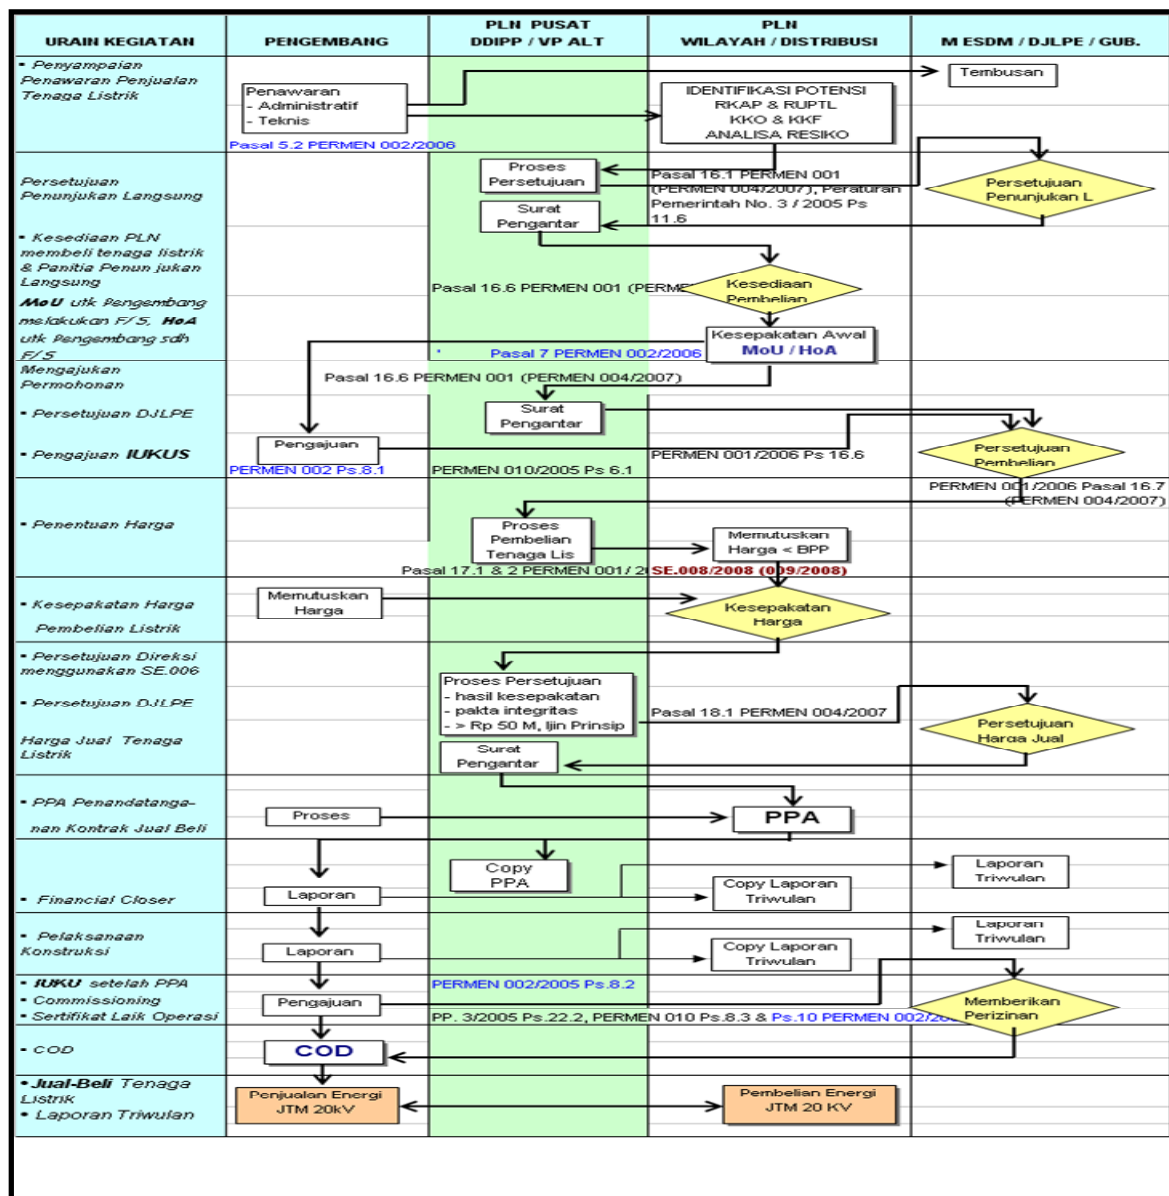 URAIN KEGIATAN
PENGEMBANG
PLN PUSAT
DDIPP / VP ALT
PLN
WILAYAH / DISTRIBUSI
M ESDM / DJLPE / GUB.
• Penyampaian
Penawaran Penjualan
Tenaga Listrik
Penawaran
- Administratif
- Teknis
Pasal 5.2 PERMEN 002/2006
IDENTIFIKASI POTENSI
RKAP & RUPTL
KKO & KKF
ANALISA RESIKO
Tembusan
Persetujuan
Penunjukan Langsung
Proses
Persetujuan
Surat
Pengantar
Pasal 16.1 PERMEN 001
(PERMEN 004/2007), Peraturan
Pemerintah No. 3 / 2005 Ps
11.6
Persetujuan
Penunjukan L
• Kesediaan PLN
membeli tenaga listrik
& Panitia Penun jukan
Langsung
MoU utk Pengembang
melakukan F/S, HoA
utk Pengembang sdh
F/S
Pasal 16.6 PERMEN 001 (PERME
Kesediaan
Pembelian
Kesepakatan Awal
MoU / HoA
Pasal 7 PERMEN 002/2006
Mengajukan
Permohonan
Pasal 16.6 PERMEN 001 (PERMEN 004/2007)
• Persetujuan DJLPE
• Pengajuan IUKUS
Surat
Pengantar
Pengajuan
PERMEN 002 Ps.8.1
PERMEN 010/2005 Ps 6.1
PERMEN 001/2006 Ps 16.6
Persetujuan
Pembelian
PERMEN 001/2006 Pasal 16.7
(PERMEN 004/2007)
• Penentuan Harga
Proses
Pembelian
Tenaga Lis
Memutuskan
Harga < BPP
Pasal 17.1 & 2 PERMEN 001/ 2
SE.008/2008 (009/2008)
• Kesepakatan Harga
Pembelian Listrik
Memutuskan
Harga
Kesepakatan
Harga
• Persetujuan Direksi
menggunakan SE.006
• Persetujuan DJLPE
Harga Jual Tenaga
Listrik
Proses Persetujuan
- hasil kesepakatan
- pakta integritas
- > Rp 50 M, Ijin Prinsip
Surat
Pengantar
Pasal 18.1 PERMEN 004/2007
Persetujuan
Harga Jual
• PPA Penandatanga-
nan Kontrak Jual Beli
Proses
PPA
Copy
PPA
• Financial Closer
Laporan
Copy Laporan
Triwulan
Laporan
Triwulan
• Pelaksanaan
Konstruksi
Laporan
Copy Laporan
Triwulan
Laporan
Triwulan
• IUKU setelah PPA
• Commissioning
• Sertifikat Laik Operasi
Pengajuan
PERMEN 002/2005 Ps.8.2
PP. 3/2005 Ps.22.2, PERMEN 010 Ps.8.3 & Ps.10 PERMEN 002/20
Memberikan
Perizinan
• COD
COD
• Jual-Beli Tenaga
Listrik
• Laporan Triwulan
Penjualan Energi
JTM 20kV
Pembelian Energi
JTM 20 KV